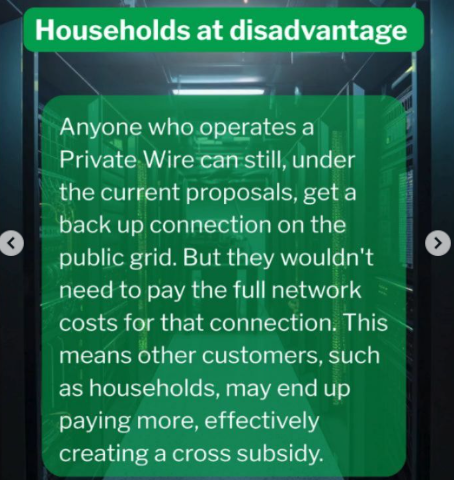 Households at disadvantage
Anyone who operates a
Private Wire can still, under
the current proposals, get a
back up connection on the
public grid. But they wouldn't
need to pay the full network
costs for that connection. This
means other customers, such
as households, may end up
paying more, effectively
creating a cross subsidy.